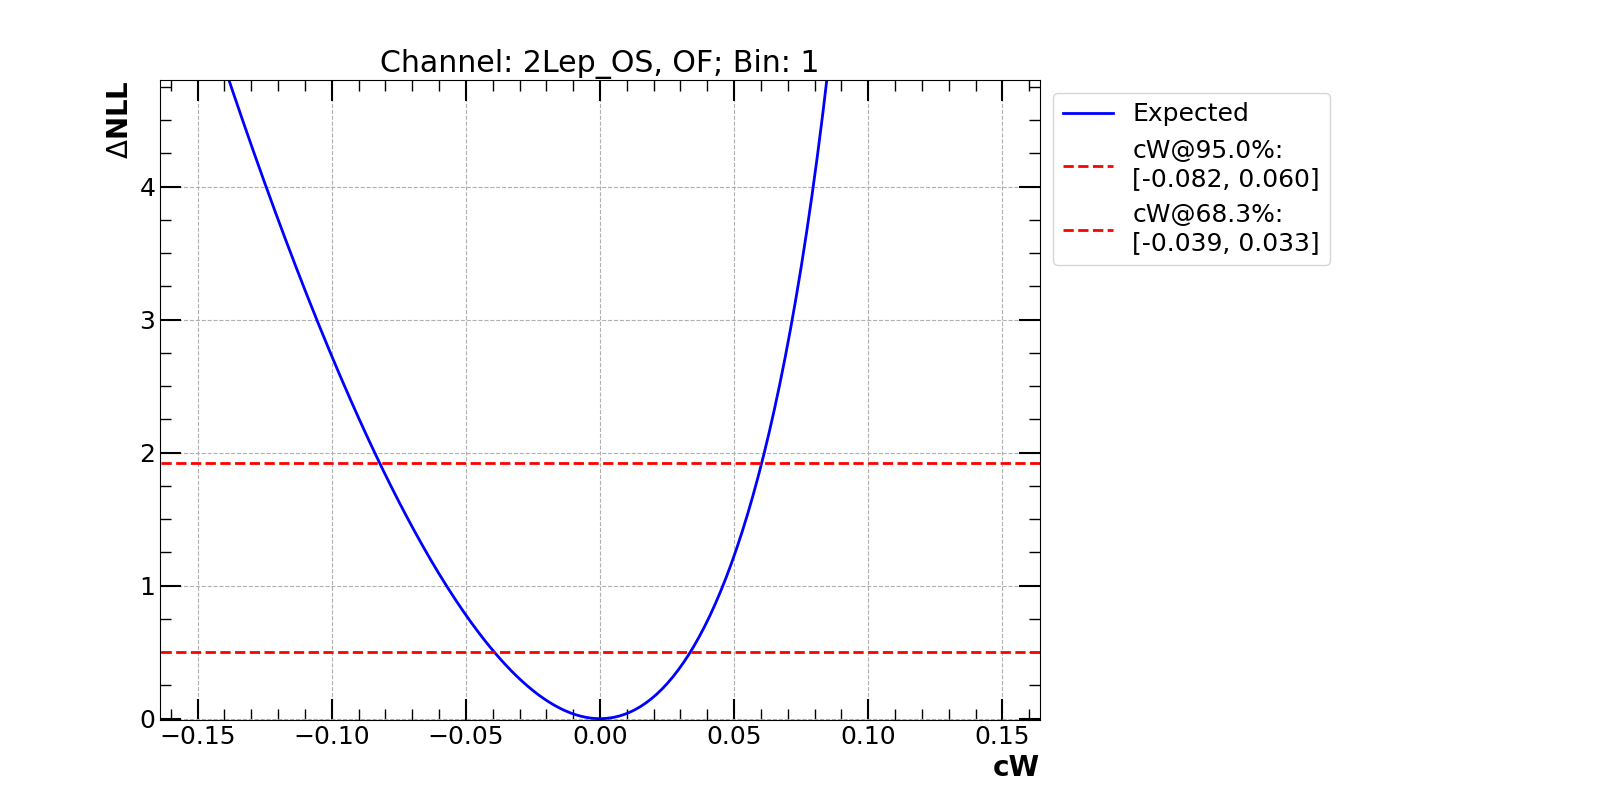 Channel: 2Lep_OS, OF; Bin: 1
ΔNLL
4
3
2
1
0
−0.15 −0.10 −0.05 0.00 0.05 0.10 0.15
cW
Expected
cW@95.0%:
[-0.082, 0.060]
cW@68.3%:
[-0.039, 0.033]